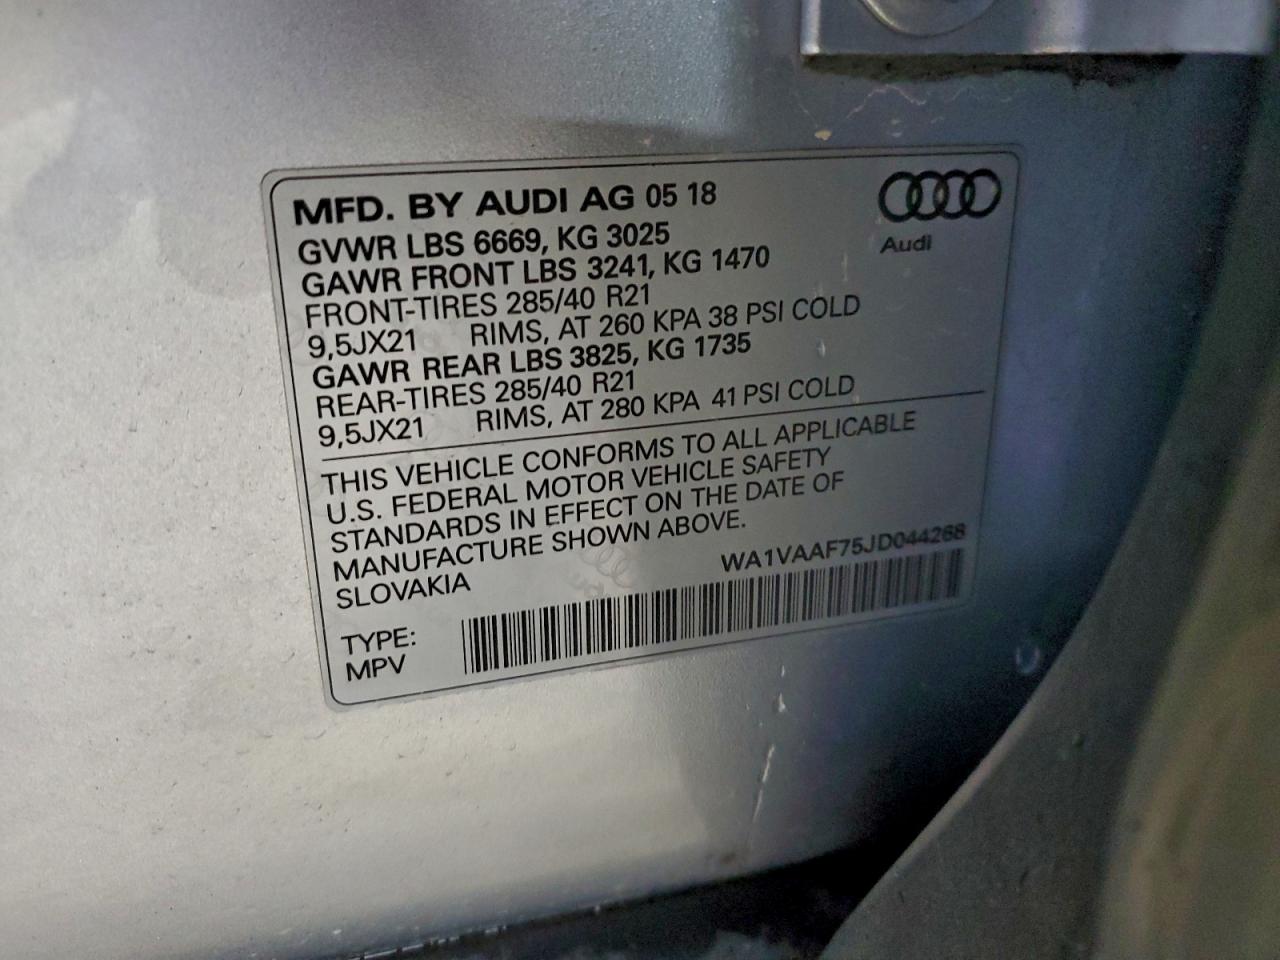 MFD. BY AUDI AG 05 18
Audi
GVWR LBS 6669, KG 3025
GAWR FRONT LBS 3241, KG 1470
FRONT-TIRES 285/40 R21
9,5JX21 RIMS, AT 260 KPA 38 PSI COLD
GAWR REAR LBS 3825, KG 1735
REAR-TIRES 285/40 R21
9,5JX21 RIMS, AT 280 KPA 41 PSI COLD
THIS VEHICLE CONFORMS TO ALL APPLICABLE
U.S. FEDERAL MOTOR VEHICLE SAFETY
STANDARDS IN EFFECT ON THE DATE OF
MANUFACTURE SHOWN ABOVE.
SLOVAKIA
WA1VAAF75JD044268
TYPE:
MPV